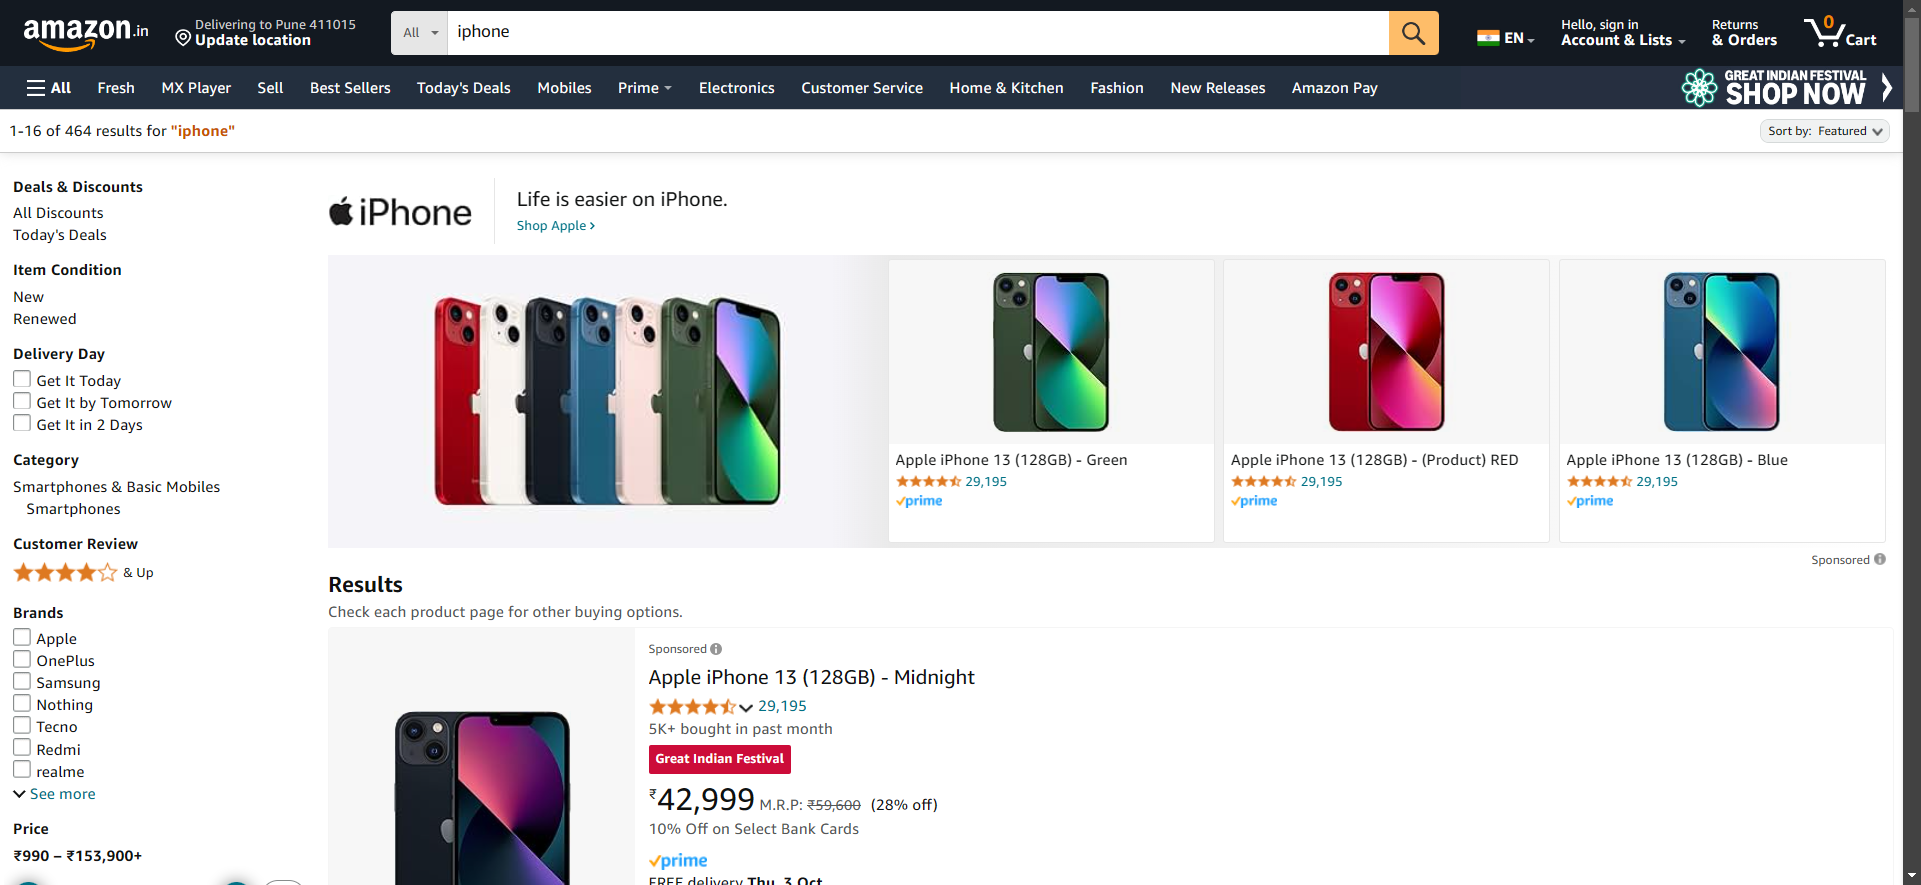 amazon.in
Delivering to Pune 411015
Update location
All
iphone
EN
Hello, sign in
Account & Lists
Returns
& Orders
0
Cart
All
Fresh
MX Player
Sell
Best Sellers
Today's Deals
Mobiles
Prime
Electronics
Customer Service
Home & Kitchen
Fashion
New Releases
Amazon Pay
GREAT INDIAN FESTIVAL
SHOP NOW
1-16 of 464 results for "iphone"
Sort by: Featured
Deals & Discounts
All Discounts
Today's Deals
Item Condition
New
Renewed
Delivery Day
Get It Today
Get It by Tomorrow
Get It in 2 Days
Category
Smartphones & Basic Mobiles
Smartphones
Customer Review
& Up
Brands
Apple
OnePlus
Samsung
Nothing
Tecno
Redmi
realme
See more
Price
₹990 – ₹153,900+
iPhone
Life is easier on iPhone.
Shop Apple ›
Apple iPhone 13 (128GB) - Green
29,195
prime
Apple iPhone 13 (128GB) - (Product) RED
29,195
prime
Apple iPhone 13 (128GB) - Blue
29,195
prime
Sponsored
Results
Check each product page for other buying options.
Sponsored
Apple iPhone 13 (128GB) - Midnight
29,195
5K+ bought in past month
Great Indian Festival
₹42,999 M.R.P: ₹59,600 (28% off)
10% Off on Select Bank Cards
prime
FREE delivery Thu, 3 Oct